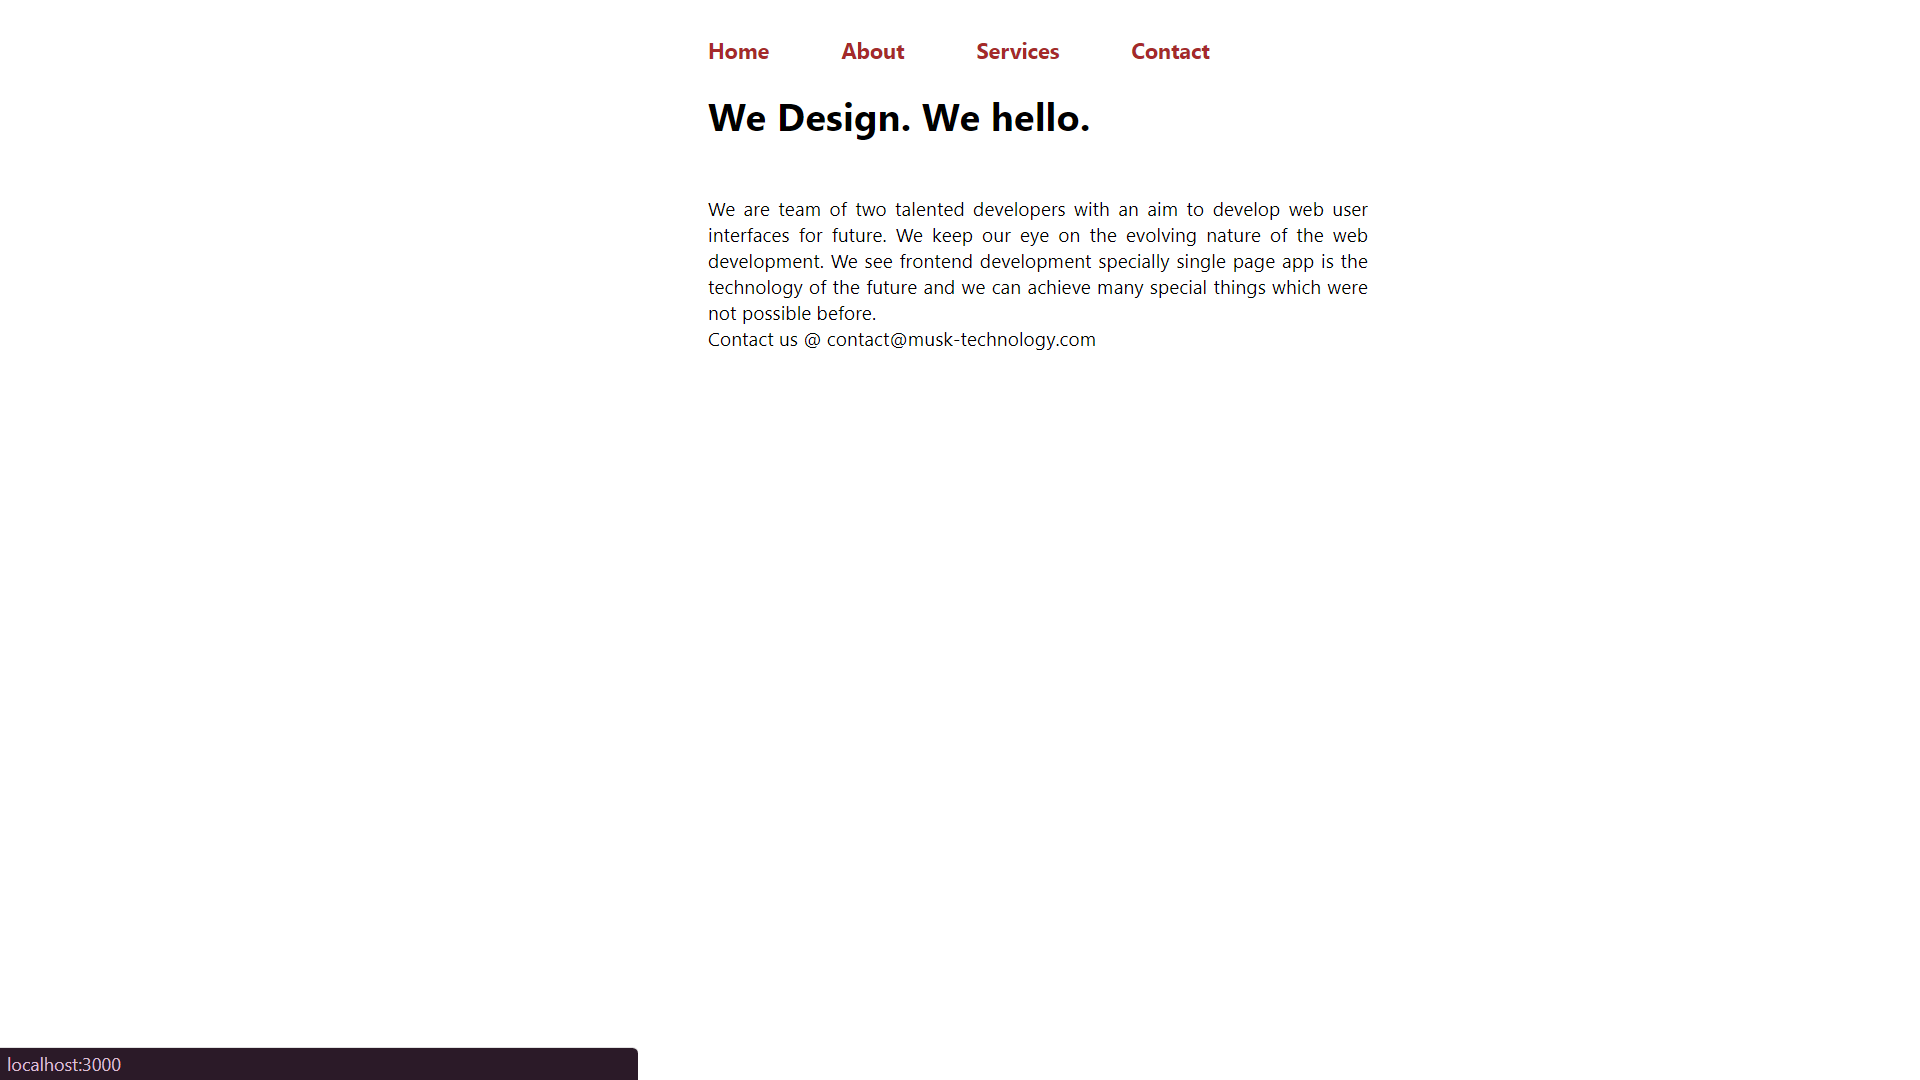 Home About Services Contact
We Design. We hello.
We are team of two talented developers with an aim to develop web user
interfaces for future. We keep our eye on the evolving nature of the web
development. We see frontend development specially single page app is the
technology of the future and we can achieve many special things which were
not possible before.
Contact us @ contact@musk-technology.com
localhost:3000